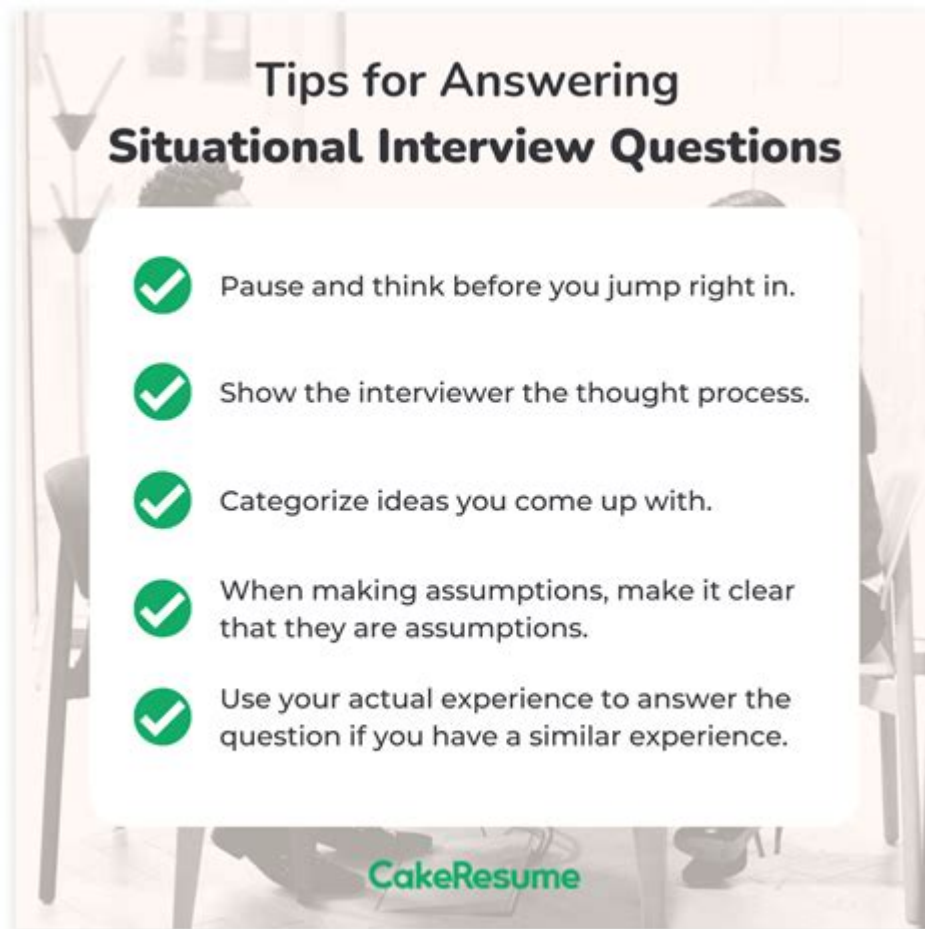 Tips for Answering
Situational Interview Questions
Pause and think before you jump right in.
Show the interviewer the thought process.
Categorize ideas you come up with.
When making assumptions, make it clear
that they are assumptions.
Use your actual experience to answer the
question if you have a similar experience.
CakeResume